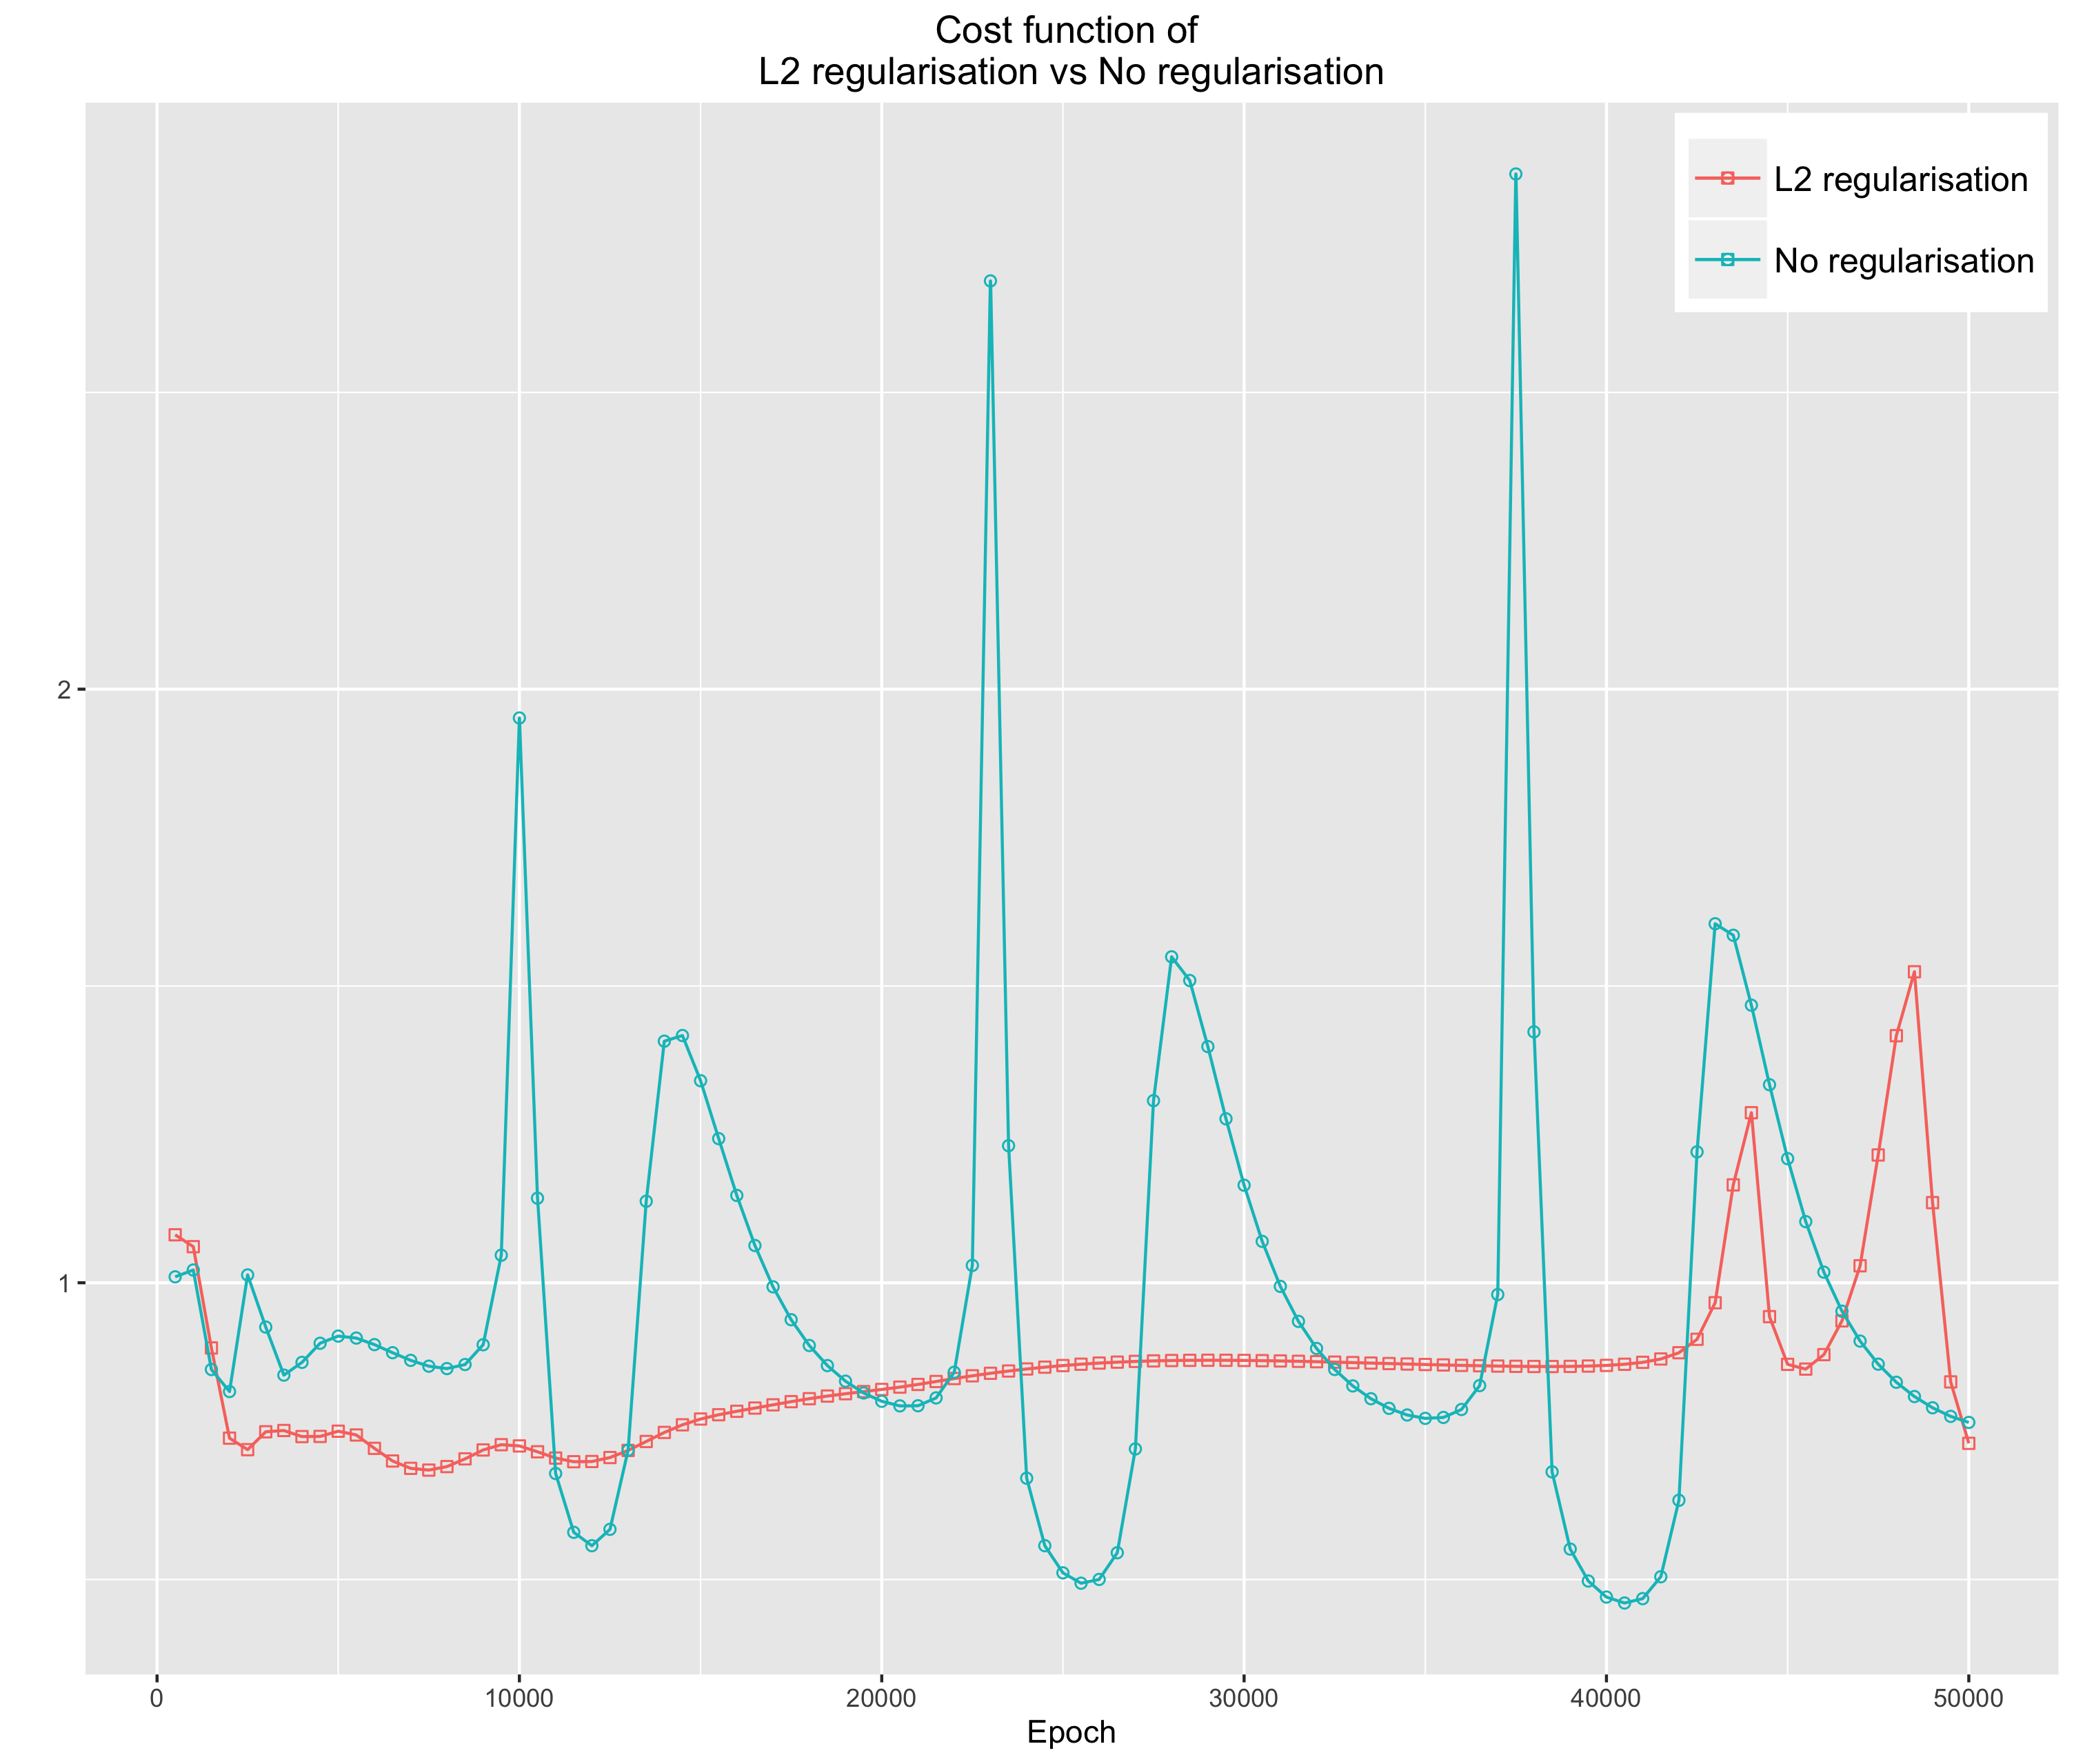 Cost function of
L2 regularisation vs No regularisation
L2 regularisation
No regularisation
2
1
0 10000 20000 30000 40000 50000
Epoch